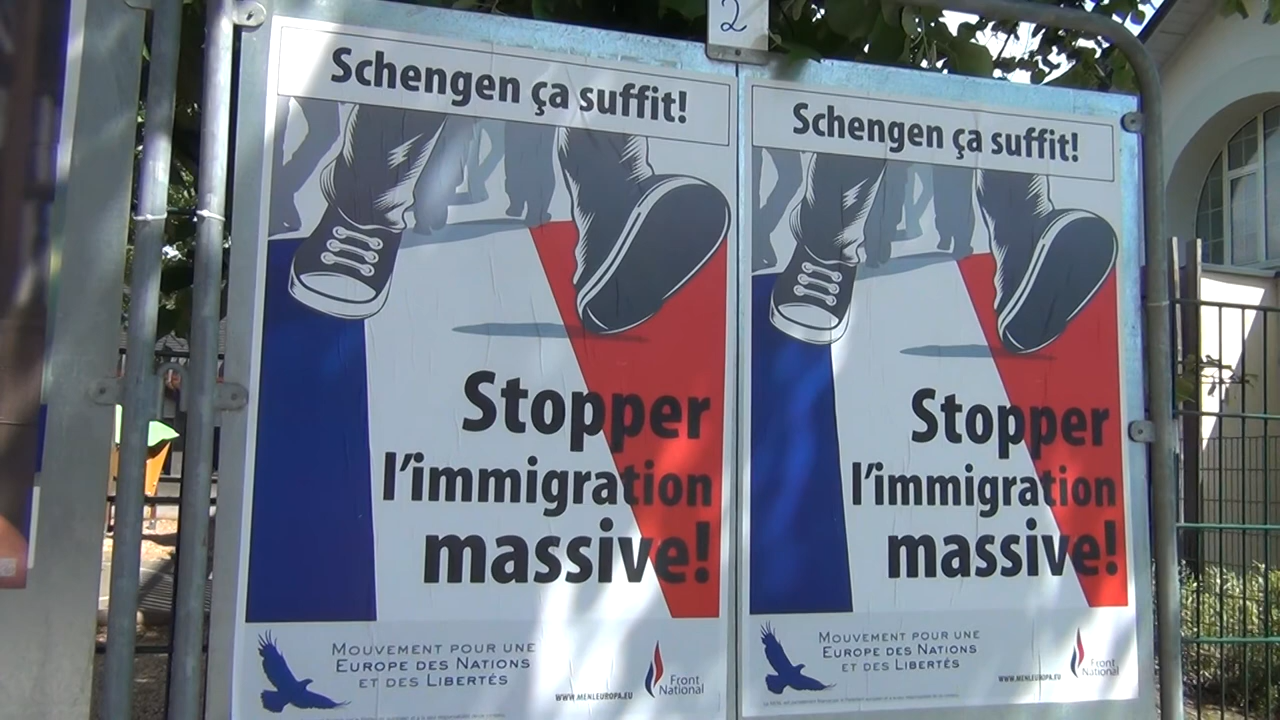 2
Schengen ça suffit!
Stopper
l'immigration
massive!
MOUVEMENT POUR UNE
EUROPE DES NATIONS
ET DES LIBERTÉS
WWW.MENLEUROPA.EU
Front
National
Schengen ça suffit!
Stopper
l'immigration
massive!
MOUVEMENT POUR UNE
EUROPE DES NATIONS
ET DES LIBERTÉS
WWW.MENLEUROPA.EU
Front
National